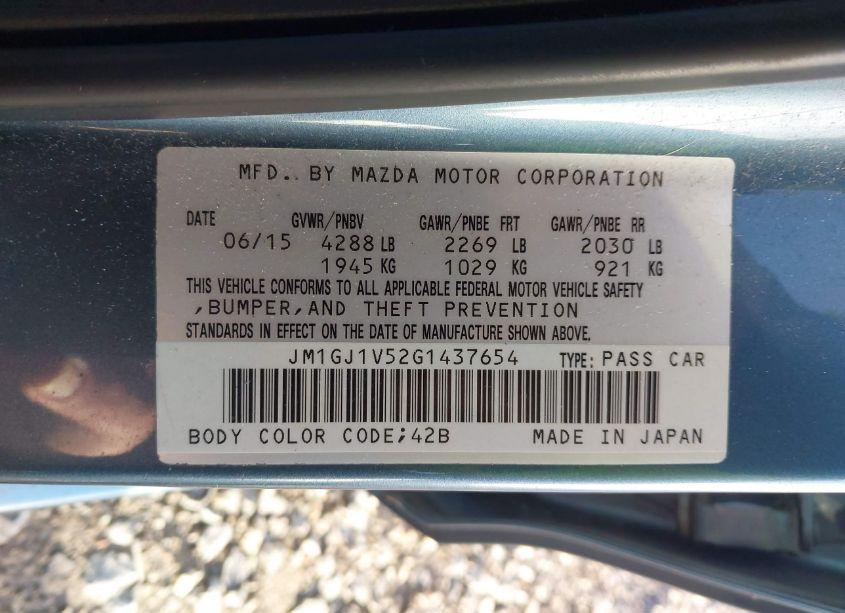 MFD. BY MAZDA MOTOR CORPORATION
DATE GVWR/PNBV GAWR/PNBE FRT GAWR/PNBE RR
06/15 4288 LB 2269 LB 2030 LB
1945 KG 1029 KG 921 KG
THIS VEHICLE CONFORMS TO ALL APPLICABLE FEDERAL MOTOR VEHICLE SAFETY
,BUMPER,AND THEFT PREVENTION
STANDARDS IN EFFECT ON THE DATE OF MANUFACTURE SHOWN ABOVE.
JM1GJ1V52G1437654 TYPE: PASS CAR
BODY COLOR CODE;42B MADE IN JAPAN